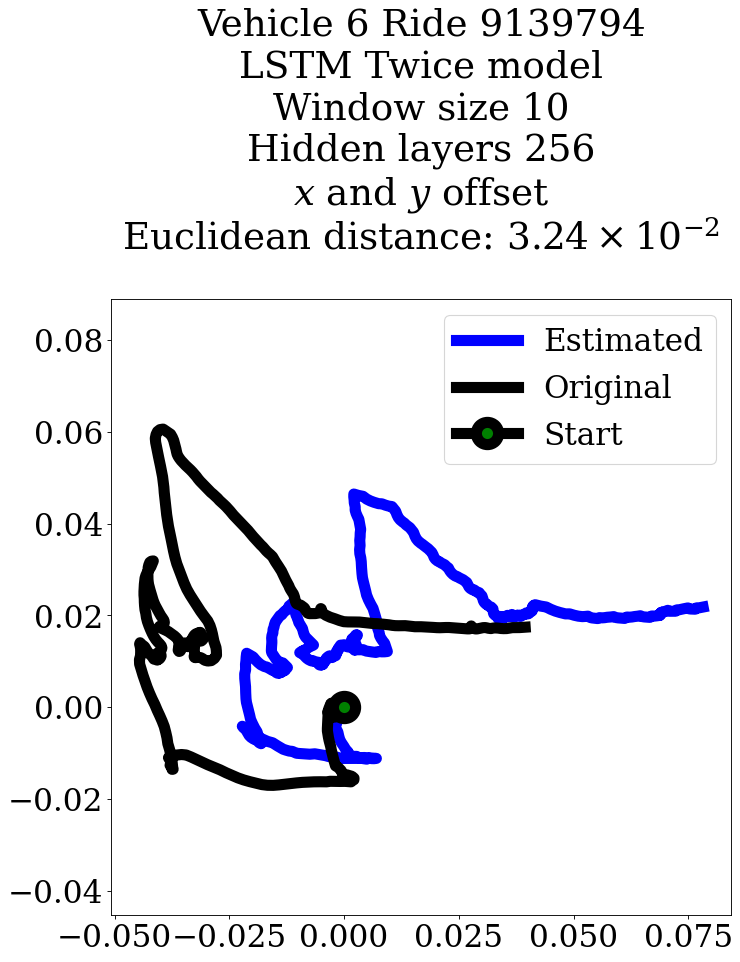 Vehicle 6 Ride 9139794
LSTM Twice model
Window size 10
Hidden layers 256
x and y offset
Euclidean distance: 3.24 × 10⁻²
Estimated
Original
Start
0.08
0.06
0.04
0.02
0.00
−0.02
−0.04
−0.050 −0.025 0.000 0.025 0.050 0.075